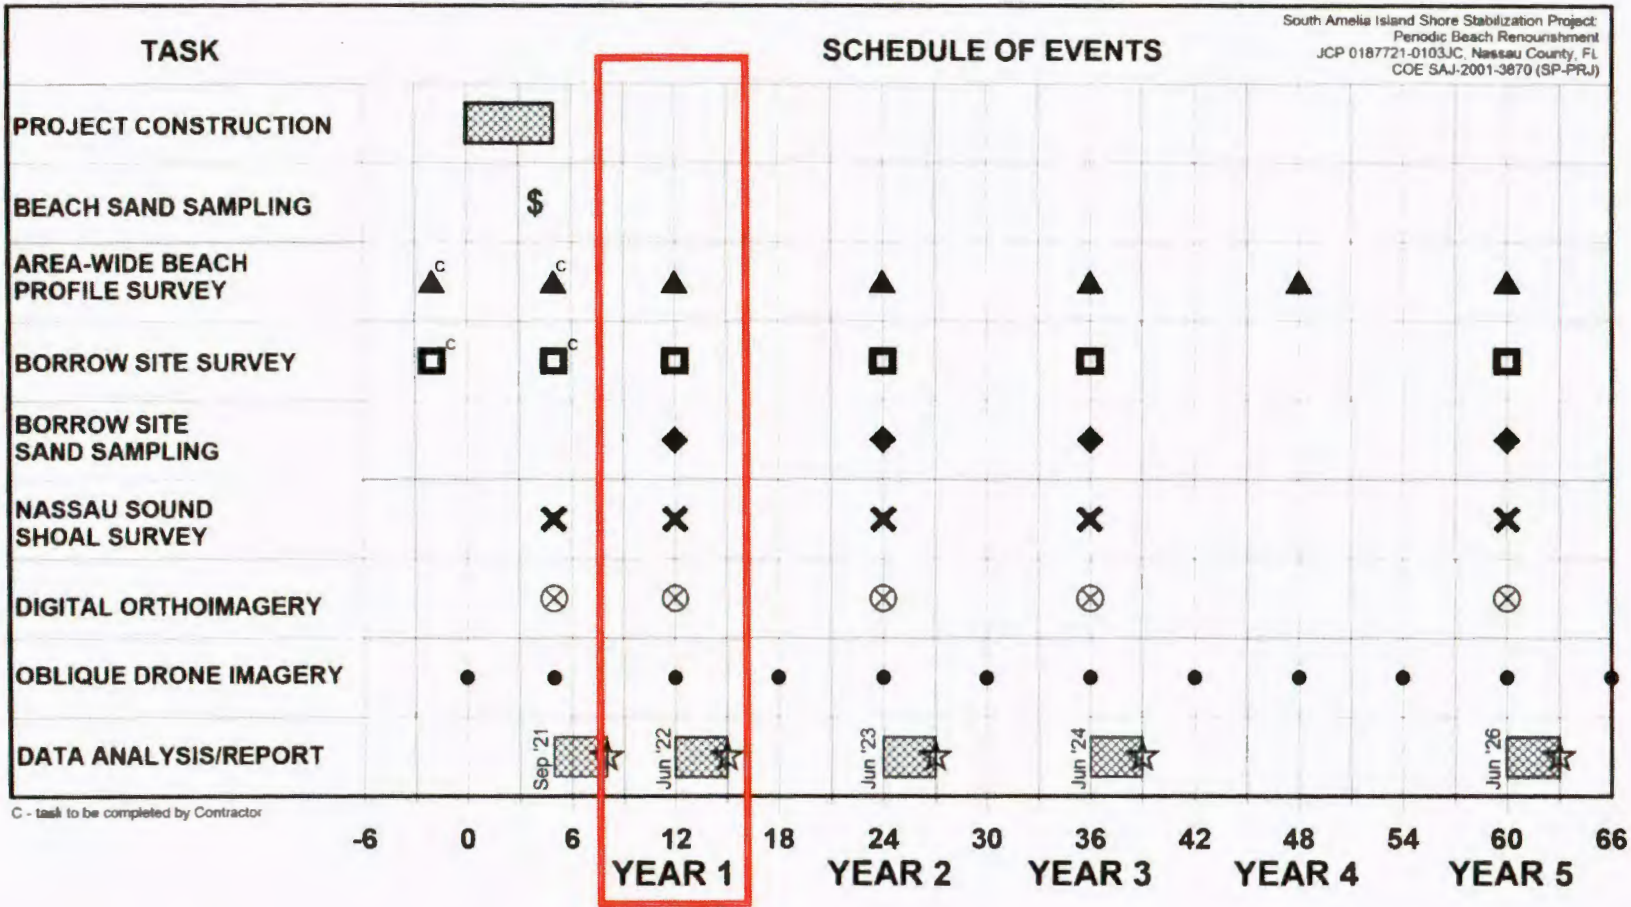 TASK
SCHEDULE OF EVENTS
South Amelia Island Shore Stabilization Project:
Periodic Beach Renourishment
JCP 0187721-0103JC, Nassau County, FL
COE SAJ-2001-3870 (SP-PRJ)
PROJECT CONSTRUCTION
BEACH SAND SAMPLING
$
AREA-WIDE BEACH
PROFILE SURVEY
C
C
BORROW SITE SURVEY
C
C
BORROW SITE
SAND SAMPLING
NASSAU SOUND
SHOAL SURVEY
DIGITAL ORTHOIMAGERY
OBLIQUE DRONE IMAGERY
DATA ANALYSIS/REPORT
Sep '21
Jun '22
Jun '23
Jun '24
Jun '26
C - task to be completed by Contractor
-6 0 6 12 18 24 30 36 42 48 54 60 66
YEAR 1 YEAR 2 YEAR 3 YEAR 4 YEAR 5